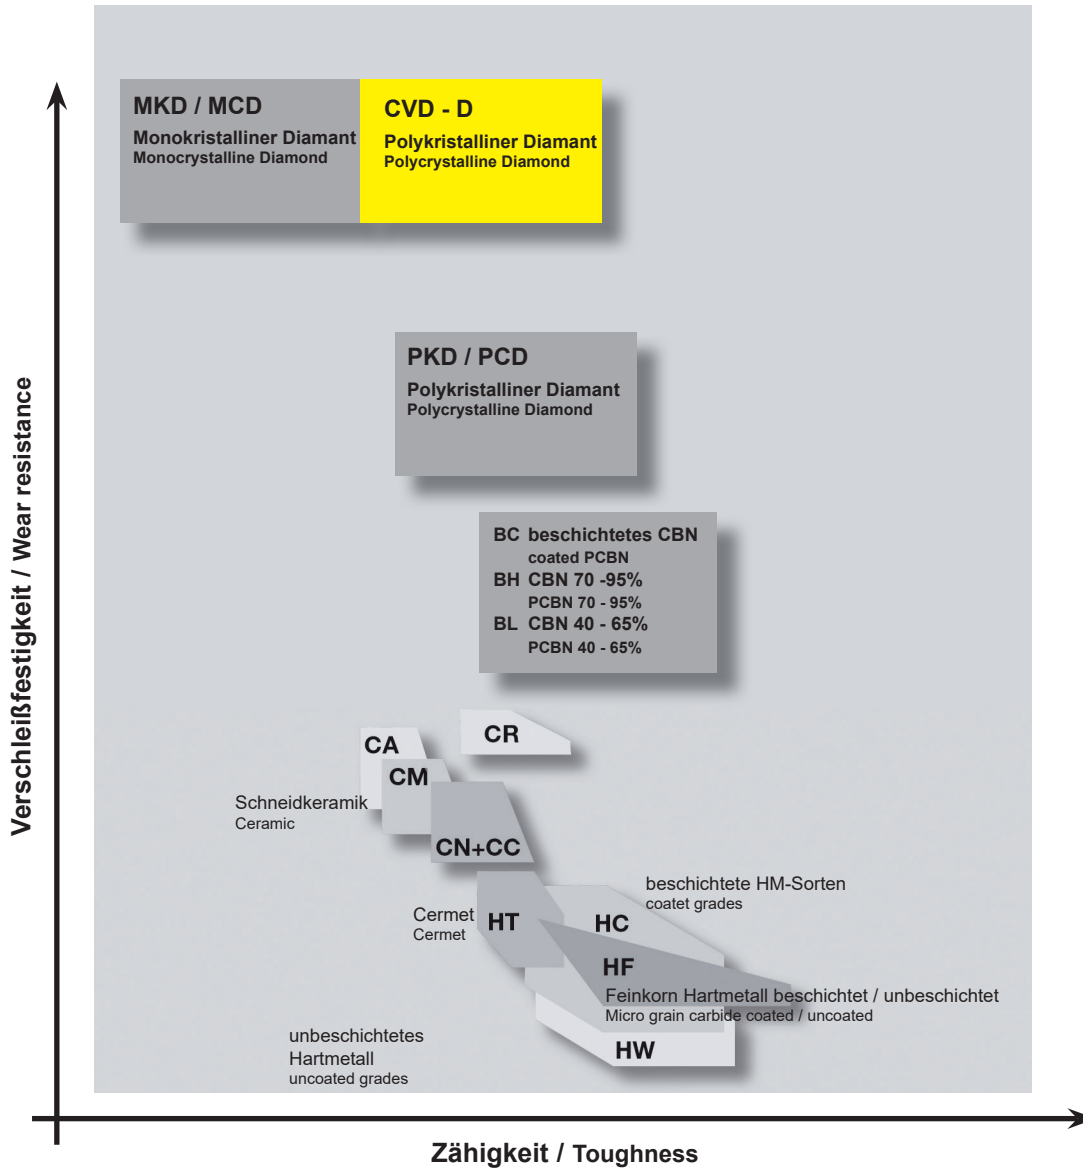 MKD / MCD
Monokristalliner Diamant
Monocrystalline Diamond
CVD - D
Polykristalliner Diamant
Polycrystalline Diamond
PKD / PCD
Polykristalliner Diamant
Polycrystalline Diamond
BC beschichtetes CBN
coated PCBN
BH CBN 70 -95%
PCBN 70 - 95%
BL CBN 40 - 65%
PCBN 40 - 65%
CR
CA
CM
Schneidkeramik
Ceramic
CN+CC
beschichtete HM-Sorten
coatet grades
Cermet
Cermet
HT
HC
HF
Feinkorn Hartmetall beschichtet / unbeschichtet
Micro grain carbide coated / uncoated
unbeschichtetes
Hartmetall
uncoated grades
HW
Verschleißfestigkeit / Wear resistance
Zähigkeit / Toughness